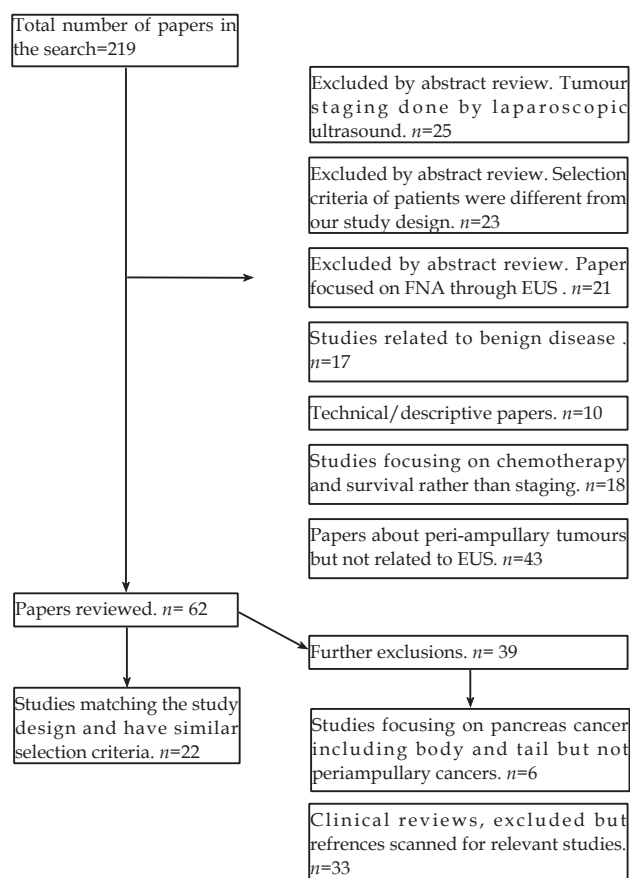 Total number of papers in
the search=219
Excluded by abstract review. Tumour
staging done by laparoscopic
ultrasound. n=25
Excluded by abstract review. Selection
criteria of patients were different from
our study design. n=23
Excluded by abstract review. Paper
focused on FNA through EUS . n=21
Studies related to benign disease .
n=17
Technical/descriptive papers. n=10
Studies focusing on chemotherapy
and survival rather than staging. n=18
Papers about peri-ampullary tumours
but not related to EUS. n=43
Papers reviewed. n= 62
Further exclusions. n= 39
Studies matching the study
design and have similar
selection criteria. n=22
Studies focusing on pancreas cancer
including body and tail but not
periampullary cancers. n=6
Clinical reviews, excluded but
refrences scanned for relevant studies.
n=33